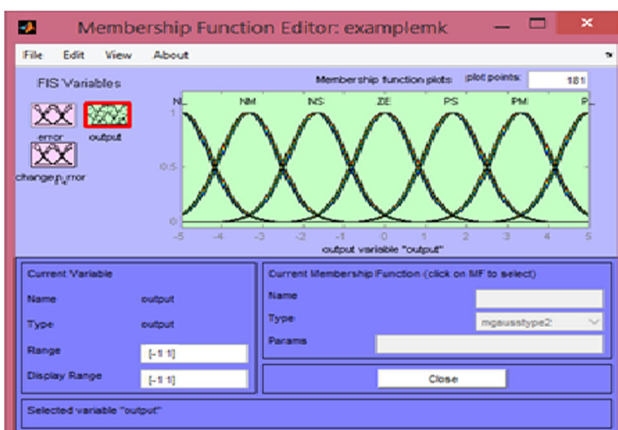 Membership Function Editor: examplemk
File Edit View About
FIS Variables
Membership function plots plot points: 181
N_ NM NS ZE PS PM P_
1
0.5
0
error output
-5 -4 -3 -2 -1 0 1 2 3 4 5
output variable "output"
Current Variable
Name output
Type output
Range [-1 1]
Display Range [-1 1]
Current Membership Function (click on MF to select)
Name
Type mgausstype2
Params
Close
Selected variable "output"